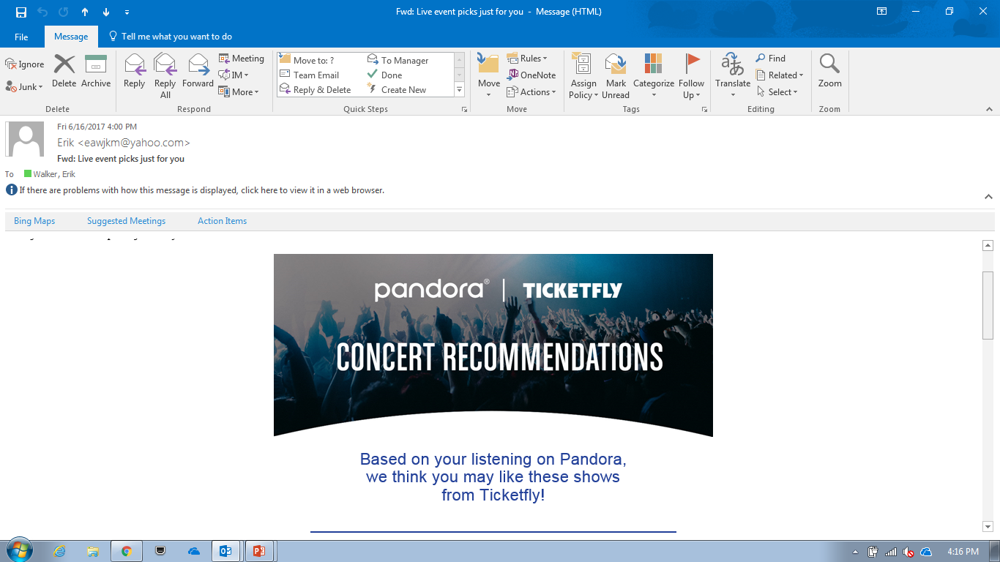 Fwd: Live event picks just for you - Message (HTML)
File
Message
Tell me what you want to do
Ignore
Junk
Delete
Archive
Reply
Reply All
Forward
Meeting
IM
More
Move to: ?
Team Email
Reply & Delete
To Manager
Done
Create New
Move
Rules
OneNote
Actions
Assign Policy
Mark Unread
Categorize
Follow Up
Translate
Find
Related
Select
Zoom
Delete
Respond
Quick Steps
Move
Tags
Editing
Zoom
Fri 6/16/2017 4:00 PM
Erik <eawjkm@yahoo.com>
Fwd: Live event picks just for you
To Walker, Erik
If there are problems with how this message is displayed, click here to view it in a web browser.
Bing Maps Suggested Meetings Action Items
pandora® | TICKETFLY
CONCERT RECOMMENDATIONS
Based on your listening on Pandora,
we think you may like these shows
from Ticketfly!
4:16 PM